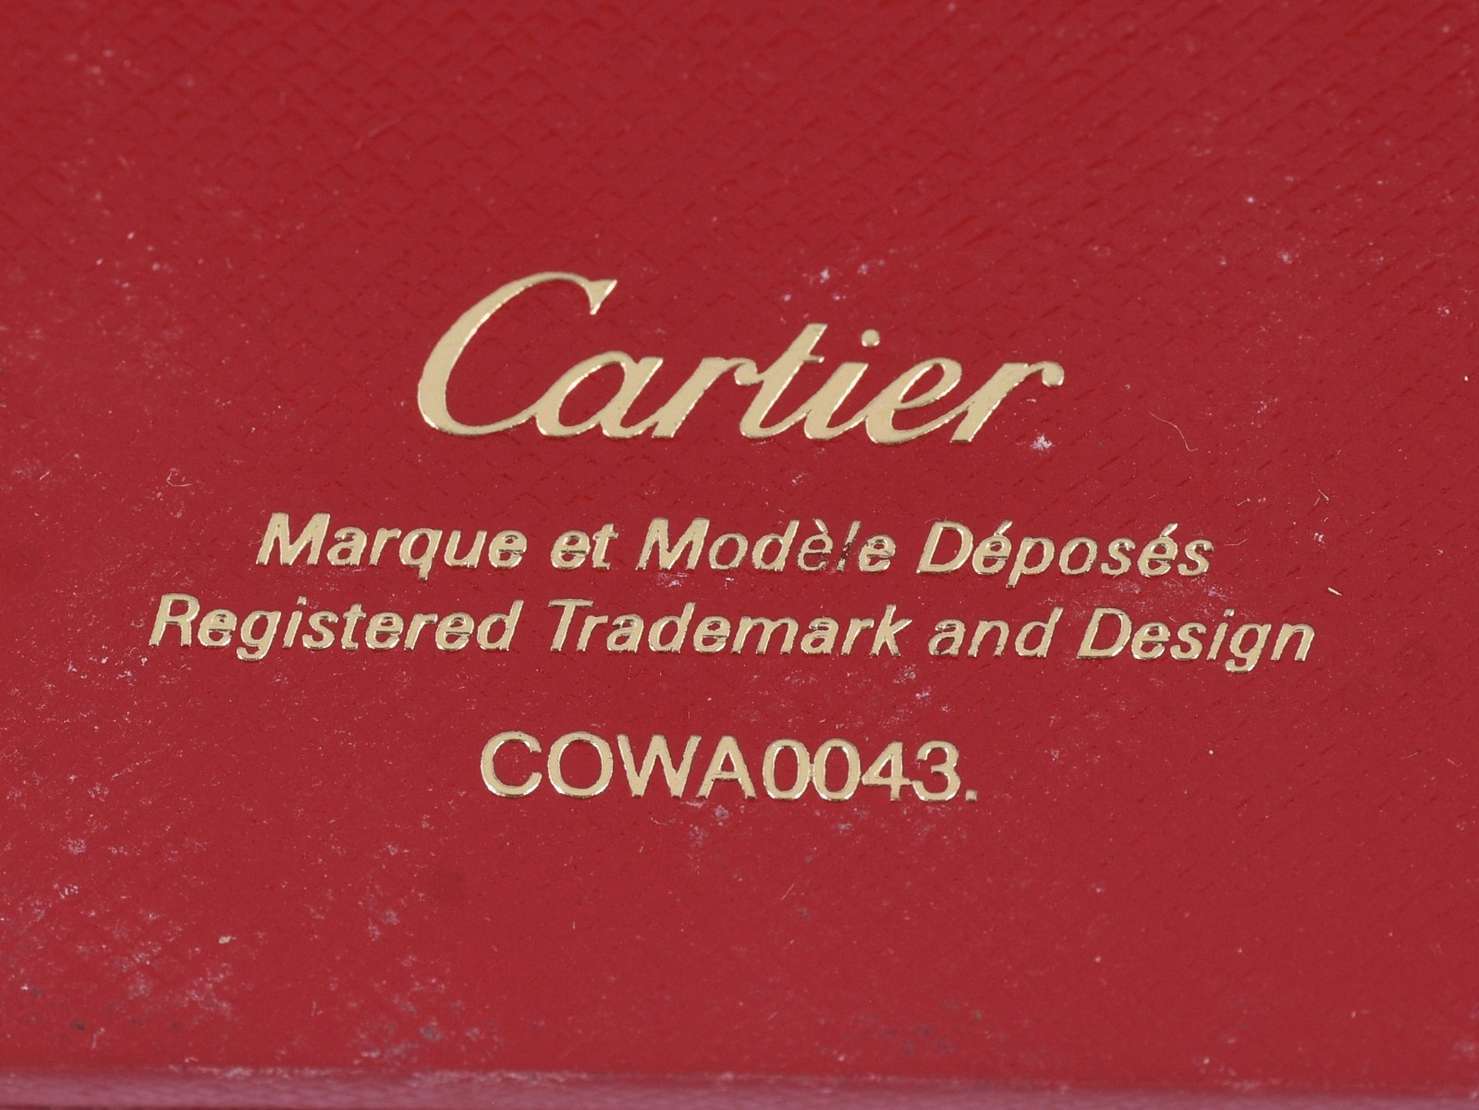 Cartier
Marque et Modèle Déposés
Registered Trademark and Design
COWA0043.